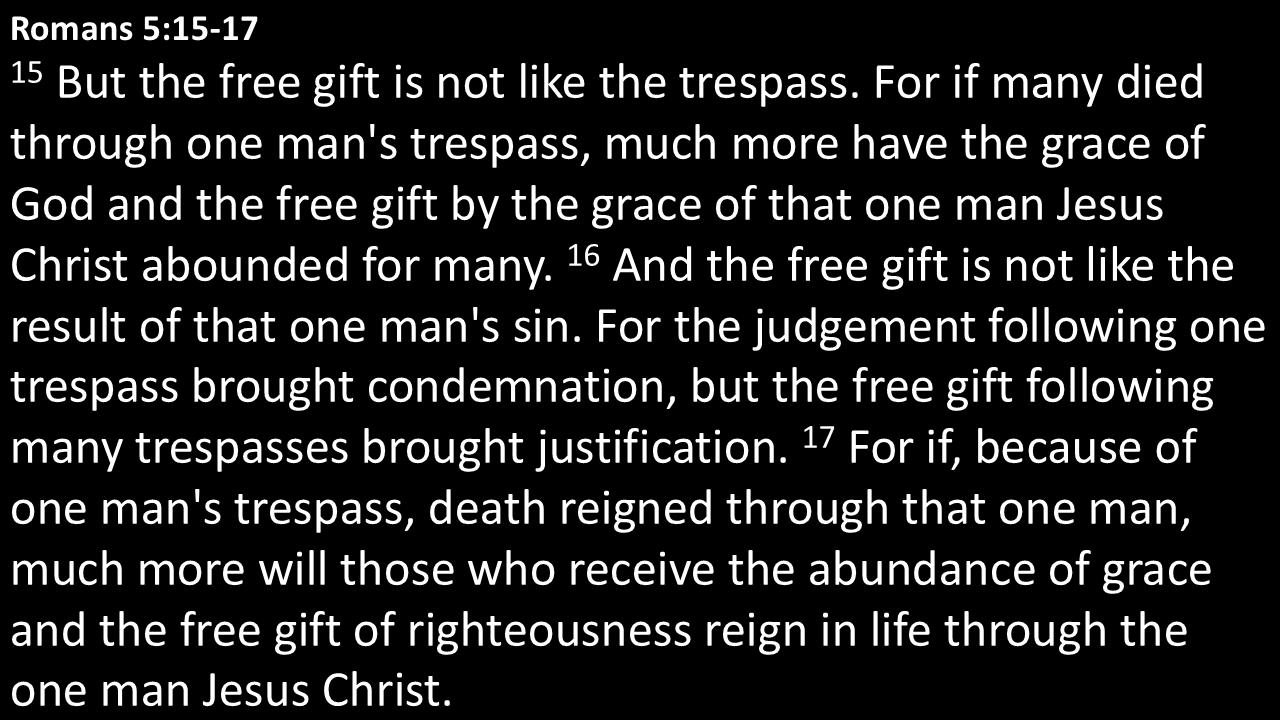 Romans 5:15-17
15 But the free gift is not like the trespass. For if many died
through one man's trespass, much more have the grace of
God and the free gift by the grace of that one man Jesus
Christ abounded for many. 16 And the free gift is not like the
result of that one man's sin. For the judgement following one
trespass brought condemnation, but the free gift following
many trespasses brought justification. 17 For if, because of
one man's trespass, death reigned through that one man,
much more will those who receive the abundance of grace
and the free gift of righteousness reign in life through the
one man Jesus Christ.